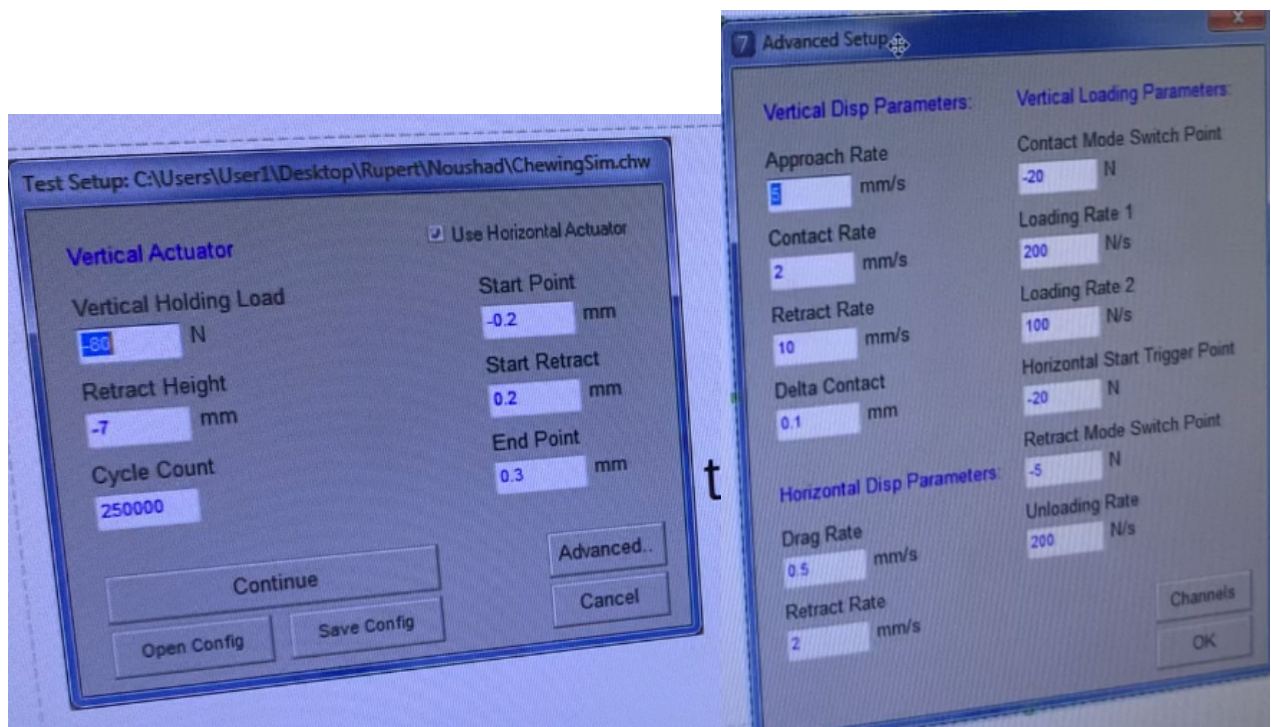 Test Setup: C:\Users\User1\Desktop\Rupert\Noushad\ChewingSim.chw
Vertical Actuator
Use Horizontal Actuator
Vertical Holding Load
-80 N
Retract Height
-7 mm
Cycle Count
250000
Start Point
-0.2 mm
Start Retract
0.2 mm
End Point
0.3 mm
Advanced..
Continue
Cancel
Open Config
Save Config
t
7 Advanced Setup
x
Vertical Disp Parameters:
Approach Rate
5 mm/s
Contact Rate
2 mm/s
Retract Rate
10 mm/s
Delta Contact
0.1 mm
Horizontal Disp Parameters:
Drag Rate
0.5 mm/s
Retract Rate
2 mm/s
Vertical Loading Parameters:
Contact Mode Switch Point
-20 N
Loading Rate 1
200 N/s
Loading Rate 2
100 N/s
Horizontal Start Trigger Point
-20 N
Retract Mode Switch Point
-5 N
Unloading Rate
200 N/s
Channels
OK